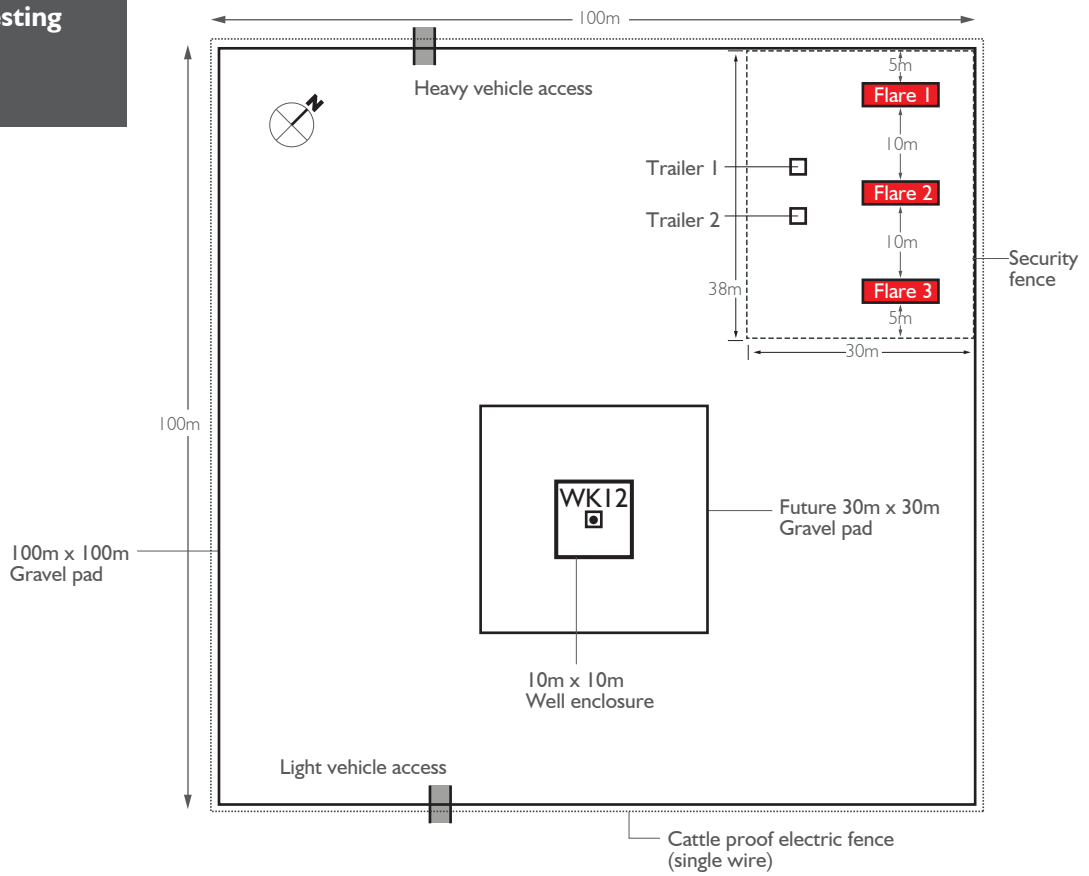 100m
Heavy vehicle access
N
5m
Flare 1
10m
Trailer 1
Flare 2
Trailer 2
10m
Security
fence
38m
Flare 3
5m
30m
100m
WK12
Future 30m x 30m
Gravel pad
100m x 100m
Gravel pad
10m x 10m
Well enclosure
Light vehicle access
Cattle proof electric fence
(single wire)